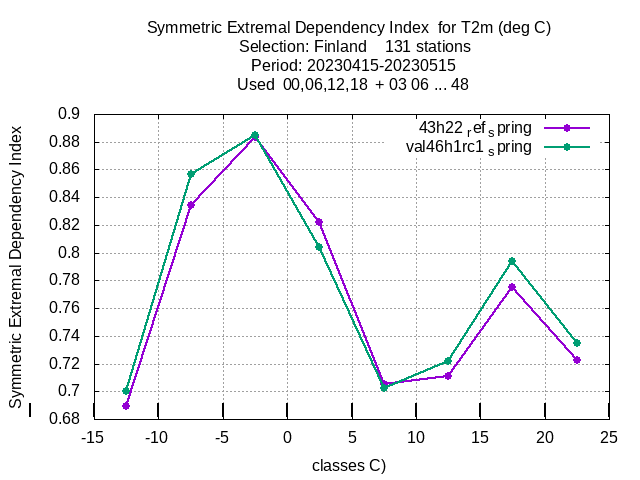 Symmetric Extremal Dependency Index for T2m (deg C)
Selection: Finland 131 stations
Period: 20230415-20230515
Used 00,06,12,18 + 03 06 ... 48
43h22 ref spring
val46h1rc1 spring
Symmetric Extremal Dependency Index
0.9
0.88
0.86
0.84
0.82
0.8
0.78
0.76
0.74
0.72
0.7
0.68
-15 -10 -5 0 5 10 15 20 25
classes C)